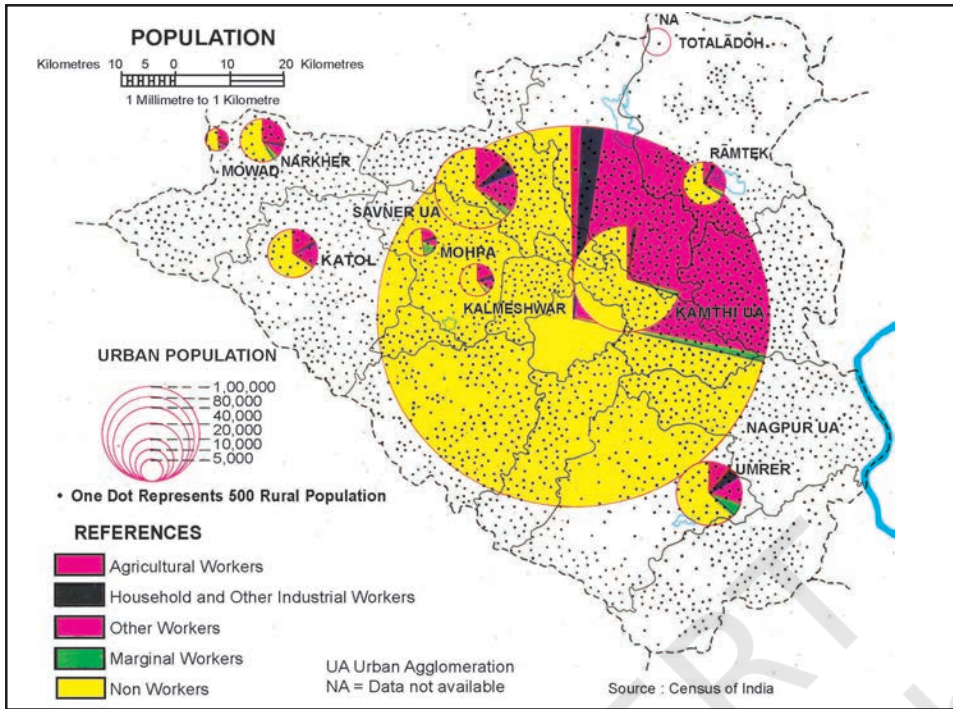 POPULATION
Kilometres 10 5 0 10 20 Kilometres
1 Millimetre to 1 Kilometre
NA
TOTALĀDOH
NARKHER
MOWAD
RĀMTEK
SAVNER UA
KATOL
MOHPA
KALMESHWAR
KAMTHI UA
NAGPUR UA
UMRER
URBAN POPULATION
1,00,000
80,000
40,000
20,000
10,000
5,000
• One Dot Represents 500 Rural Population
REFERENCES
Agricultural Workers
Household and Other Industrial Workers
Other Workers
Marginal Workers
Non Workers
UA Urban Agglomeration
NA = Data not available
Source : Census of India